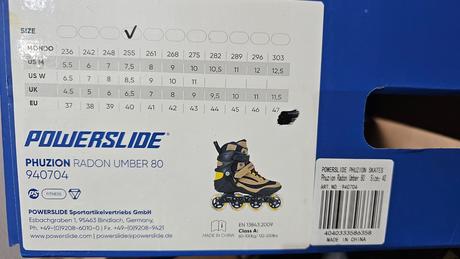 SIZE
MONDO 236 242 248 255 261 268 275 282 289 296 303
US M 5,5 6 7 7,5 8 9 10 10,5 11 12 12,5
US W 6,5 7 8 8,5 9 10 11
UK 4.5 5 6 6,5 7 8 9 9,5 10 11 11,5
EU 37 38 39 40 41 42 43 44 45 46 47
POWERSLIDE®
PHUZION RADON UMBER 80
940704
PS FITNESS
POWERSLIDE Sportartikelvertriebs GmbH
Esbachgraben 1, 95463 Bindlach, Germany
Ph. +49-(0)9208-6010-0 / Fax: +49-(0)9208-9421
www.powerslide.com / powerslide@powerslide.de
MADE IN CHINA
EN 13843:2009
Class A:
POWERSLIDE PHUZION SKATES
Phuzion Radon Umber 80 Size: 40
ART. NO.: 940704
4040333586358
MADE IN CHINA